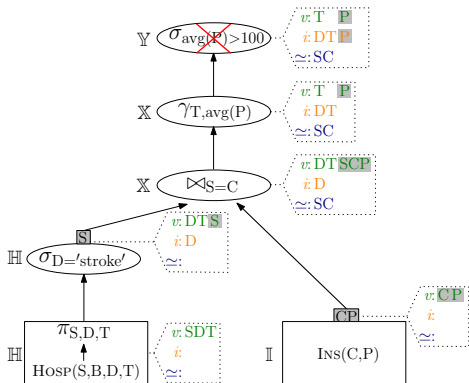 𝕐 σavg(P)>100 v: T P
i: DT P
≃: SC
𝕏 γT,avg(P) v: T P
i: DT
≃: SC
𝕏 ⋈S=C v: DT SCP
i: D
≃: SC
S v: DT S
i: D
≃:
ℍ σD='stroke'
CP v: CP
i:
≃:
ℍ πS,D,T v: SDT
i:
≃:
Hosp(S,B,D,T)
𝕀 Ins(C,P)